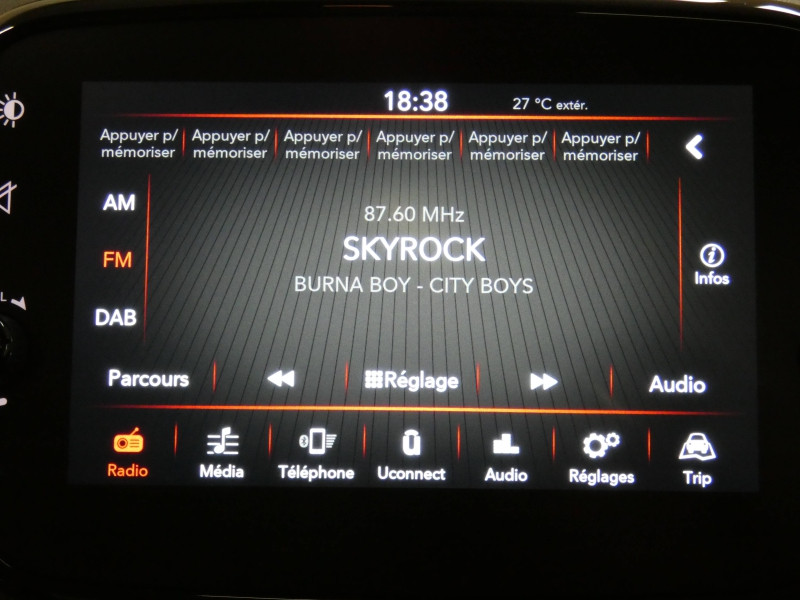 18:38 27 °C extér.
Appuyer p/ Appuyer p/ Appuyer p/ Appuyer p/ Appuyer p/ Appuyer p/
mémoriser mémoriser mémoriser mémoriser mémoriser mémoriser
AM
87.60 MHz
SKYROCK
FM
Infos
BURNA BOY - CITY BOYS
DAB
Parcours Réglage Audio
Radio Média Téléphone Uconnect Audio Réglages Trip